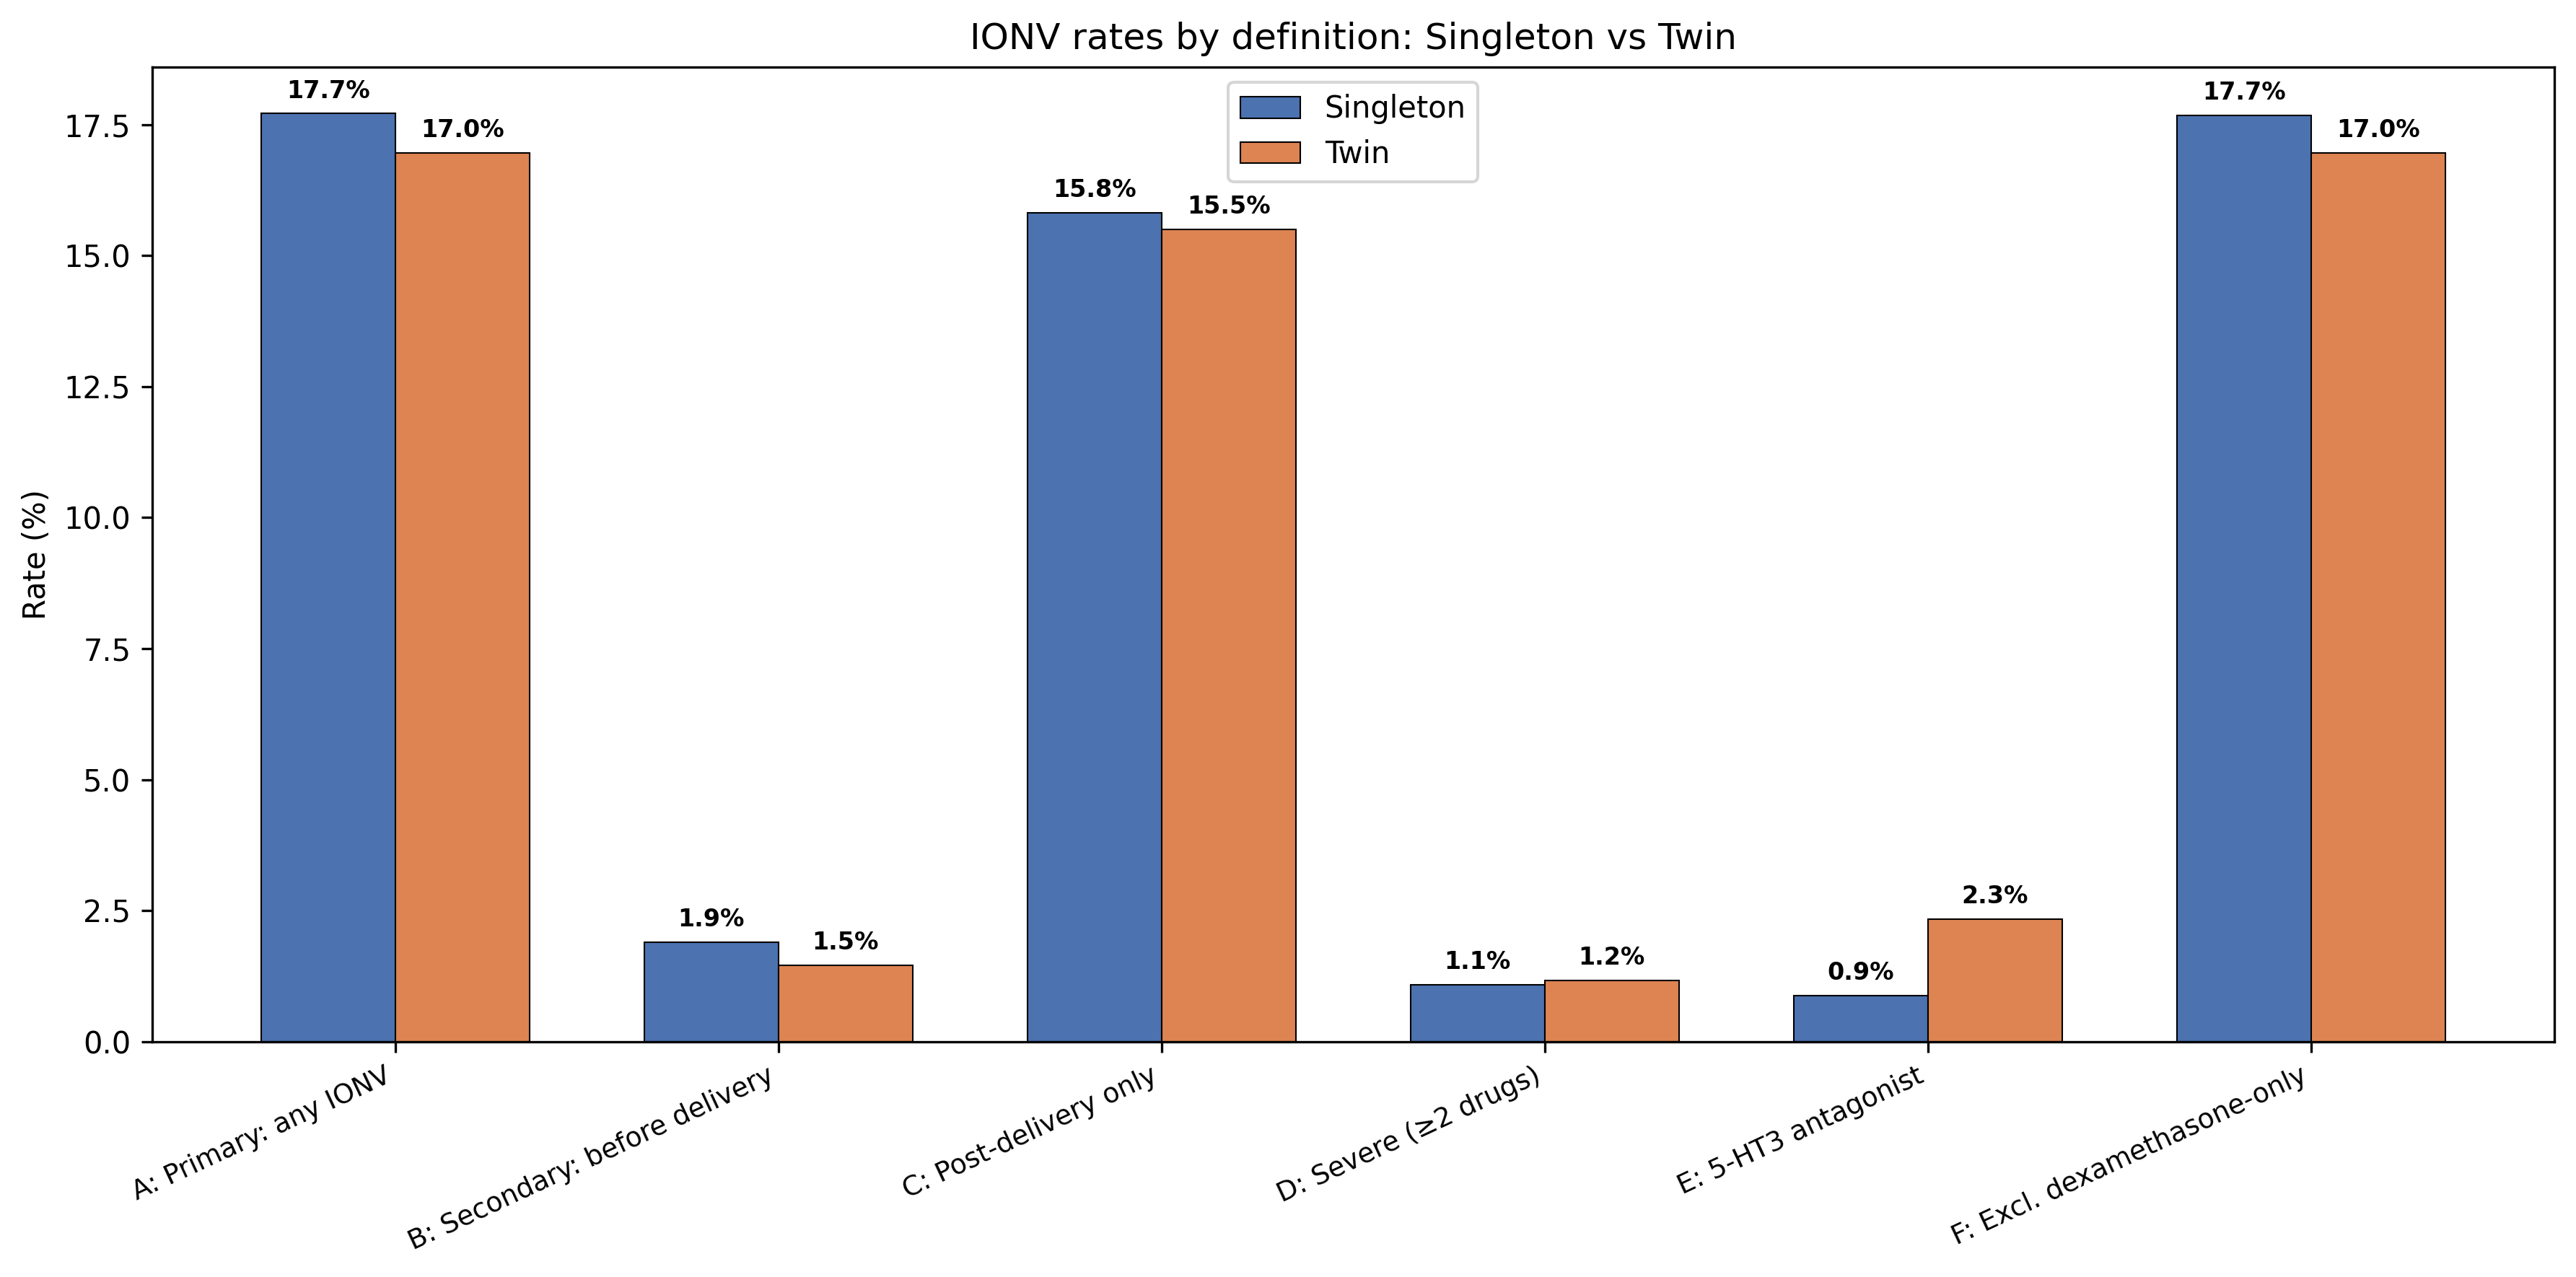 IONV rates by definition: Singleton vs Twin
Singleton
Twin
Rate (%)
17.5
15.0
12.5
10.0
7.5
5.0
2.5
0.0
17.7%
17.0%
1.9%
1.5%
15.8%
15.5%
1.1%
1.2%
0.9%
2.3%
17.7%
17.0%
A: Primary: any IONV
B: Secondary: before delivery
C: Post-delivery only
D: Severe (≥2 drugs)
E: 5-HT3 antagonist
F: Excl. dexamethasone-only